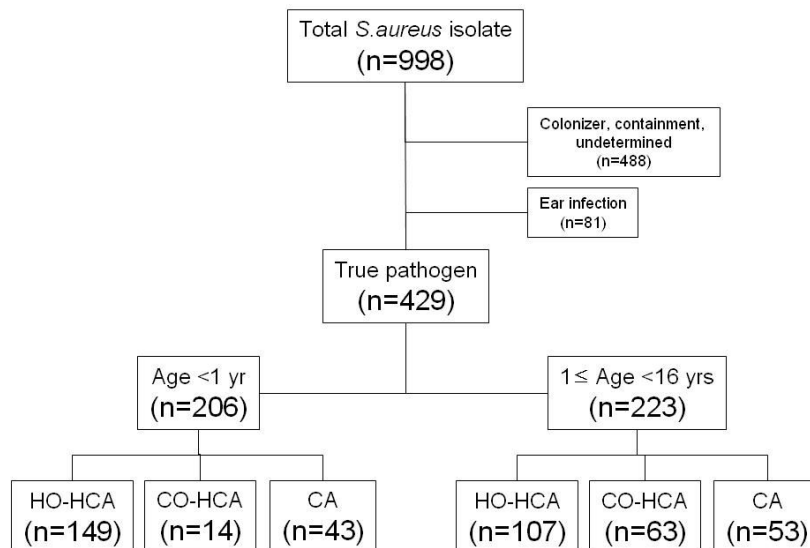 Total S.aureus isolate
(n=998)
Colonizer, containment,
undetermined
(n=488)
Ear infection
(n=81)
True pathogen
(n=429)
Age <1 yr
(n=206)
1≤ Age <16 yrs
(n=223)
HO-HCA
(n=149)
CO-HCA
(n=14)
CA
(n=43)
HO-HCA
(n=107)
CO-HCA
(n=63)
CA
(n=53)